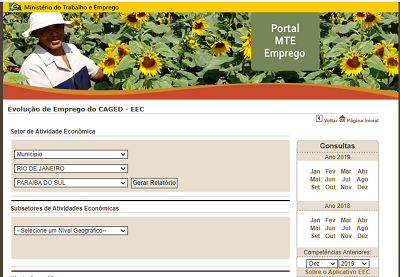 Ministério do Trabalho e Emprego
Portal
MTE
Emprego
Evolução de Emprego do CAGED - EEC
Voltar Página Inicial
Setor de Atividade Econômica
Município
RIO DE JANEIRO
PARAIBA DO SUL Gerar Relatório
Subsetores de Atividades Econômicas
--Selecione um Nível Geográfico--
Consultas
Ano 2019
Jan Fev Mar Abr
Mai Jun Jul Ago
Set Out Nov Dez
Ano 2018
Jan Fev Mar Abr
Mai Jun Jul Ago
Set Out Nov Dez
Competências Anteriores:
Dez 2019
Sobre o Aplicativo EEC